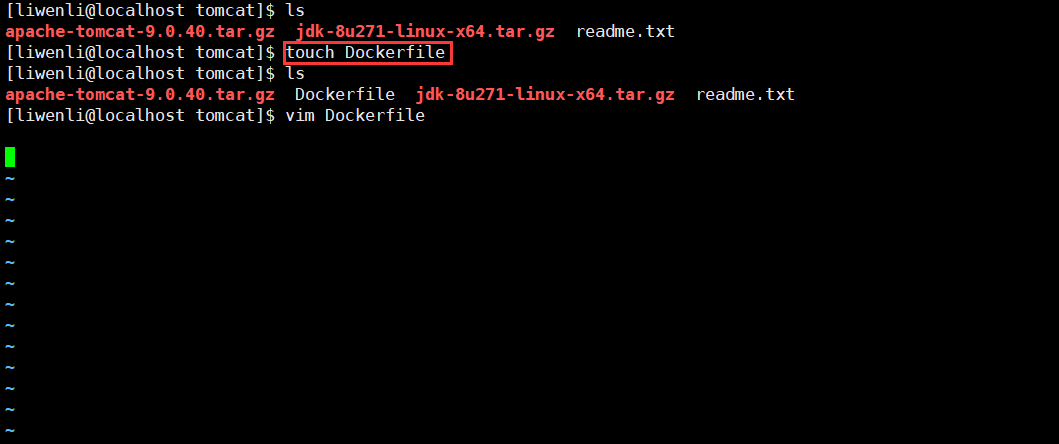 [liwenli@localhost tomcat]$ ls
apache-tomcat-9.0.40.tar.gz  jdk-8u271-linux-x64.tar.gz  readme.txt
[liwenli@localhost tomcat]$ touch Dockerfile
[liwenli@localhost tomcat]$ ls
apache-tomcat-9.0.40.tar.gz  Dockerfile  jdk-8u271-linux-x64.tar.gz  readme.txt
[liwenli@localhost tomcat]$ vim Dockerfile
~
~
~
~
~
~
~
~
~
~
~
~
~